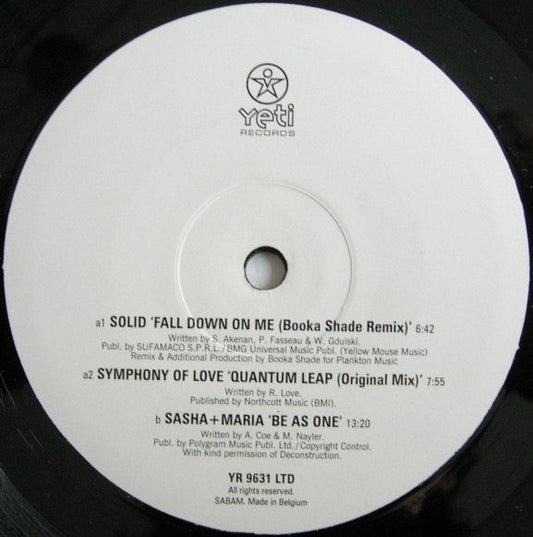 yeti
RECORDS
a1 SOLID 'FALL DOWN ON ME (Booka Shade Remix)' 6:42
Written by S. Akenan, P. Fasseau & W. Gdulski.
Publ. by SUFAMACO S.P.R.L./BMG Universal Music Publ. (Yellow Mouse Music)
Remix & Additional Production by Booka Shade for Plankton Music
a2 SYMPHONY OF LOVE 'QUANTUM LEAP (Original Mix)' 7:55
Written by R. Love.
Published by Northcott Music (BMI).
b SASHA+MARIA 'BE AS ONE' 13:20
Written by A. Coe & M. Nayler.
Publ. by Polygram Music Publ. Ltd./Copyright Control.
With kind permission of Deconstruction.
YR 9631 LTD
All rights reserved.
SABAM. Made in Belgium